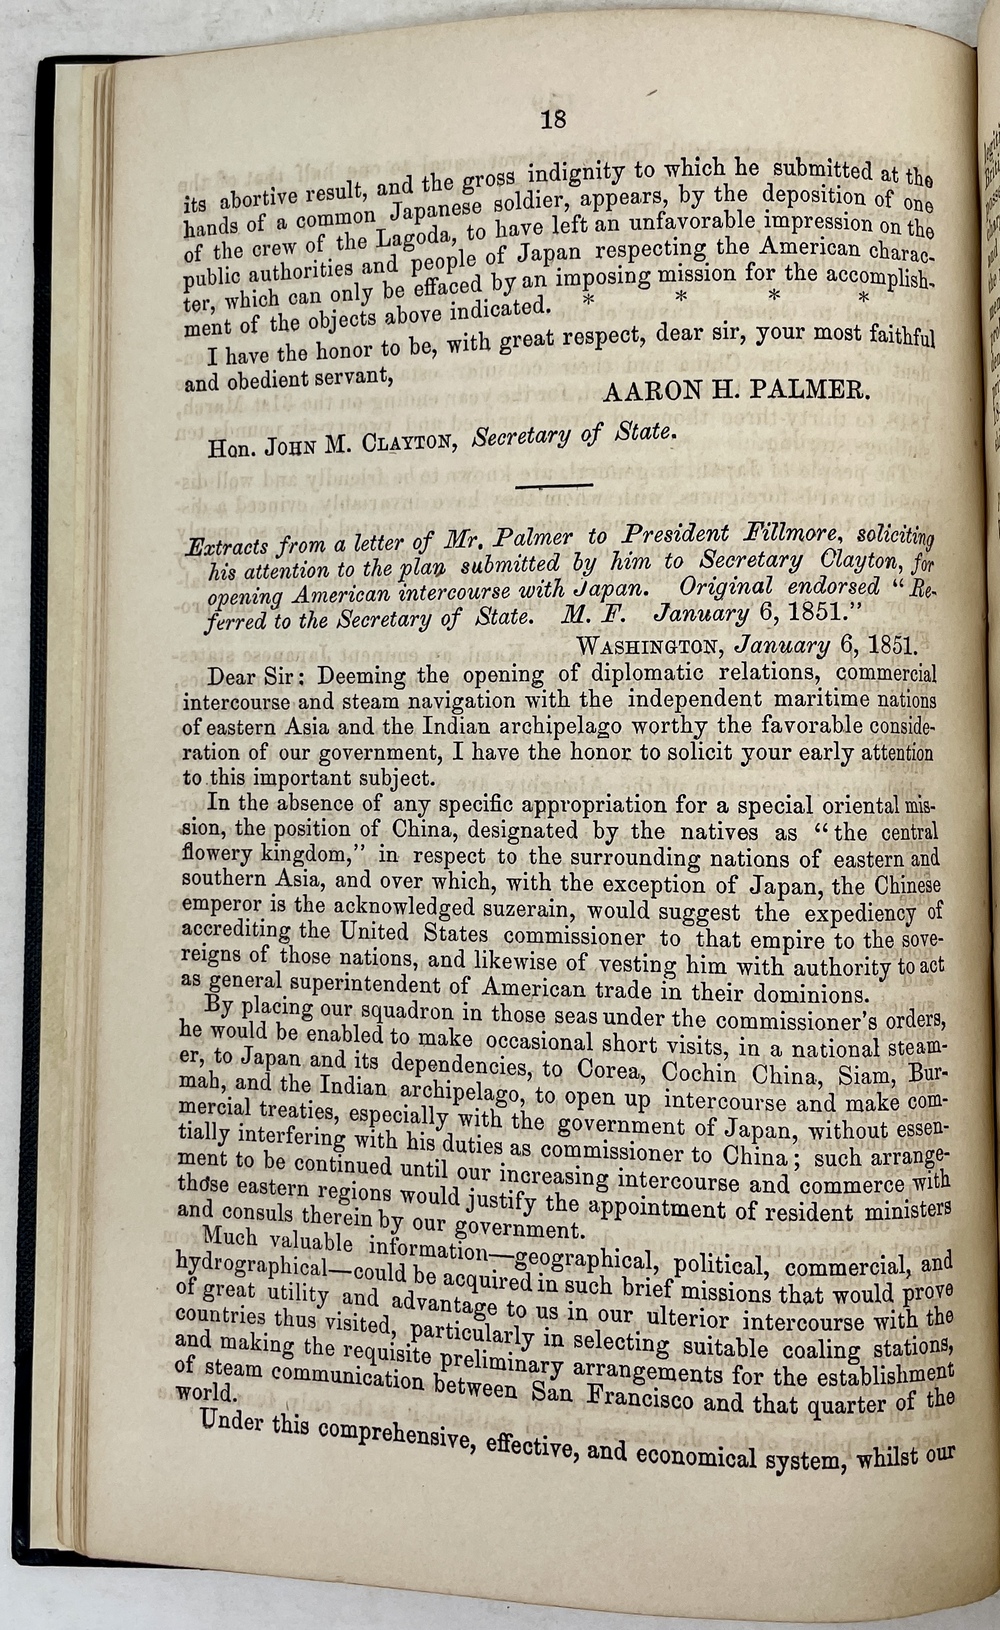 18
its abortive result, and the gross indignity to which he submitted at the
hands of a common Japanese soldier, appears, by the deposition of one
of the crew of the Lagoda, to have left an unfavorable impression on the
public authorities and people of Japan respecting the American charac-
ter, which can only be effaced by an imposing mission for the accomplish-
ment of the objects above indicated. * * * *
I have the honor to be, with great respect, dear sir, your most faithful
and obedient servant,
AARON H. PALMER.
Hon. JOHN M. CLAYTON, Secretary of State.
Extracts from a letter of Mr. Palmer to President Fillmore, soliciting
his attention to the plan submitted by him to Secretary Clayton, for
opening American intercourse with Japan. Original endorsed “Re-
ferred to the Secretary of State. M. F. January 6, 1851.”
WASHINGTON, January 6, 1851.
Dear Sir: Deeming the opening of diplomatic relations, commercial
intercourse and steam navigation with the independent maritime nations
of eastern Asia and the Indian archipelago worthy the favorable conside-
ration of our government, I have the honor to solicit your early attention
to this important subject.
In the absence of any specific appropriation for a special oriental mis-
sion, the position of China, designated by the natives as “the central
flowery kingdom,” in respect to the surrounding nations of eastern and
southern Asia, and over which, with the exception of Japan, the Chinese
emperor is the acknowledged suzerain, would suggest the expediency of
accrediting the United States commissioner to that empire to the sove-
reigns of those nations, and likewise of vesting him with authority to act
as general superintendent of American trade in their dominions.
By placing our squadron in those seas under the commissioner's orders,
he would be enabled to make occasional short visits, in a national steam-
er, to Japan and its dependencies, to Corea, Cochin China, Siam, Bur-
mah, and the Indian archipelago, to open up intercourse and make com-
mercial treaties, especially with the government of Japan, without essen-
tially interfering with his duties as commissioner to China; such arrange-
ment to be continued until our increasing intercourse and commerce with
those eastern regions would justify the appointment of resident ministers
and consuls therein by our government.
Much valuable information—geographical, political, commercial, and
hydrographical—could be acquired in such brief missions that would prove
of great utility and advantage to us in our ulterior intercourse with the
countries thus visited, particularly in selecting suitable coaling stations,
and making the requisite preliminary arrangements for the establishment
of steam communication between San Francisco and that quarter of the
world.
Under this comprehensive, effective, and economical system, whilst our